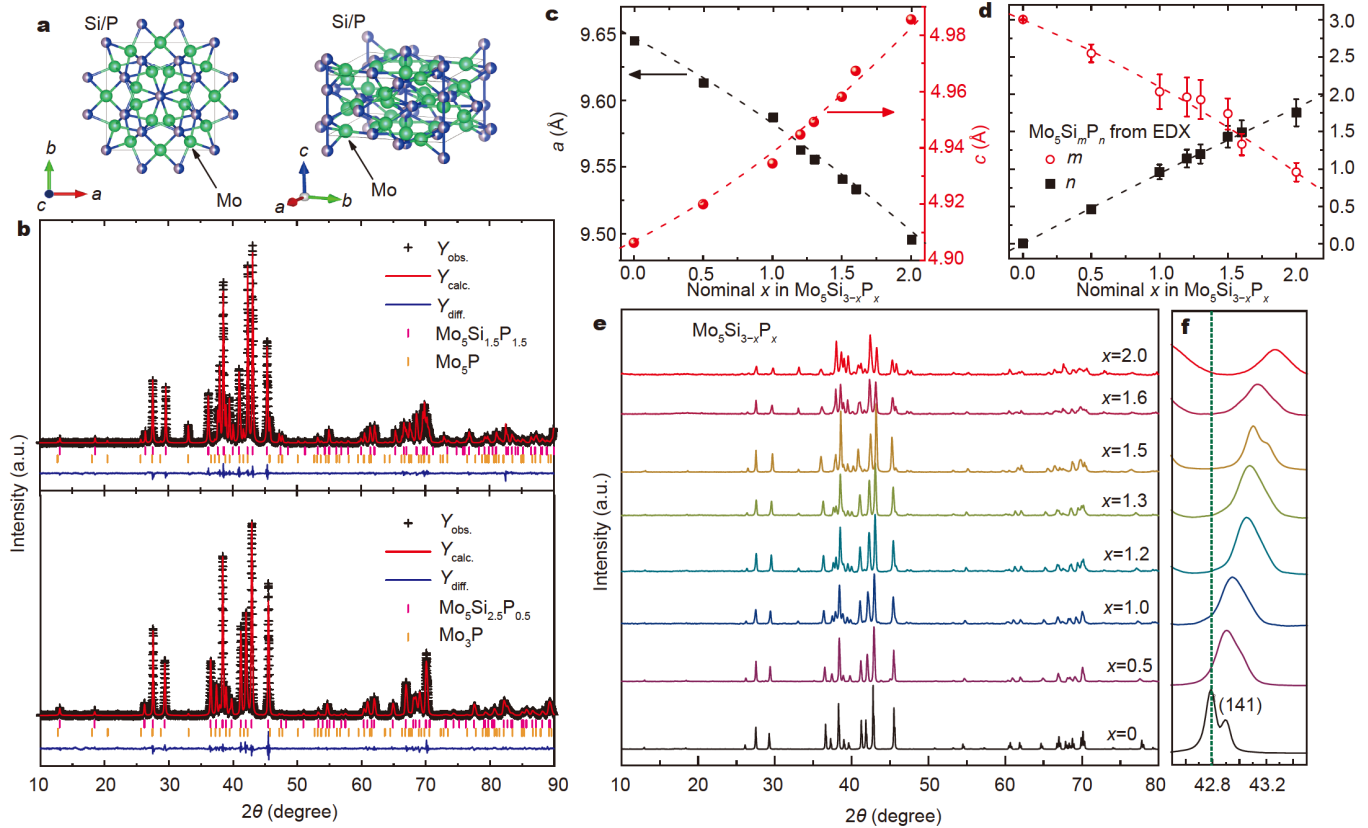 a
Si/P
Si/P
Mo
Mo
b
a
c
c
b
a
b
Y obs.
Y calc.
Y diff.
Mo5Si1.5P1.5
Mo5P
Y obs.
Y calc.
Y diff.
Mo5Si2.5P0.5
Mo3P
Intensity (a.u.)
10 20 30 40 50 60 70 80 90
2θ (degree)
c
9.65
9.60
9.55
9.50
a (Å)
4.98
4.96
4.94
4.92
4.90
c (Å)
0.0 0.5 1.0 1.5 2.0
Nominal x in Mo5Si3−xPx
d
Mo5SimPn from EDX
m
n
3.0
2.5
2.0
1.5
1.0
0.5
0.0
0.0 0.5 1.0 1.5 2.0
Nominal x in Mo5Si3−xPx
e
Mo5Si3−xPx
x=2.0
x=1.6
x=1.5
x=1.3
x=1.2
x=1.0
x=0.5
x=0
Intensity (a.u.)
10 20 30 40 50 60 70 80
2θ (degree)
f
(141)
42.8 43.2